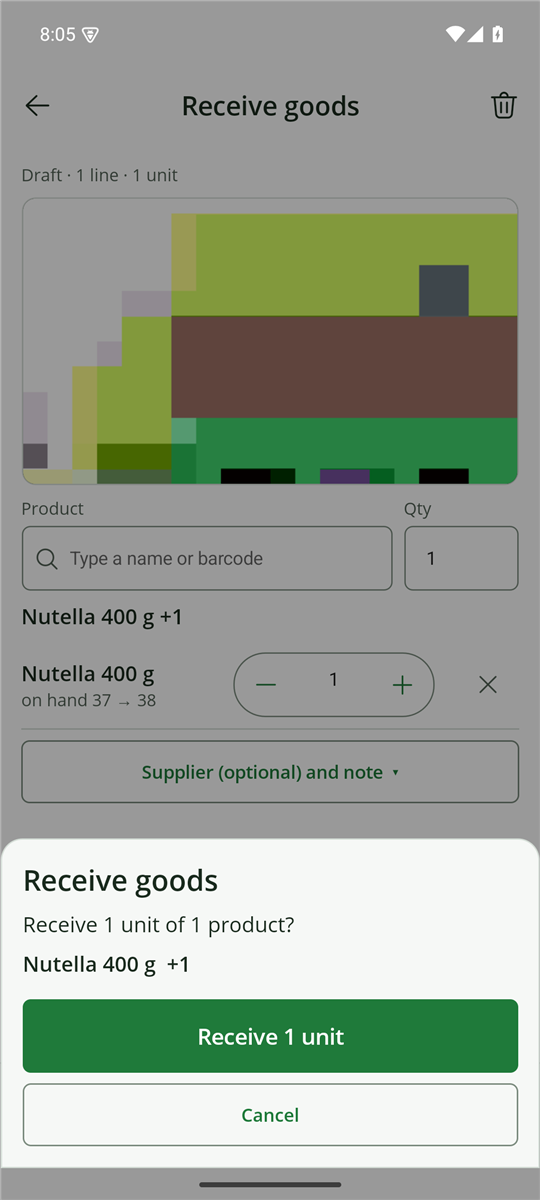 8:05
Receive goods
Draft · 1 line · 1 unit
Product
Qty
Type a name or barcode
1
Nutella 400 g +1
Nutella 400 g
1
on hand 37 → 38
Supplier (optional) and note ▾
Receive goods
Receive 1 unit of 1 product?
Nutella 400 g +1
Receive 1 unit
Cancel